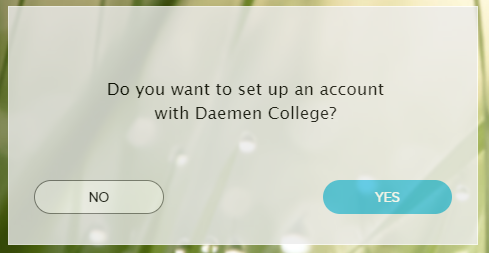 Do you want to set up an account
with Daemen College?
NO
YES